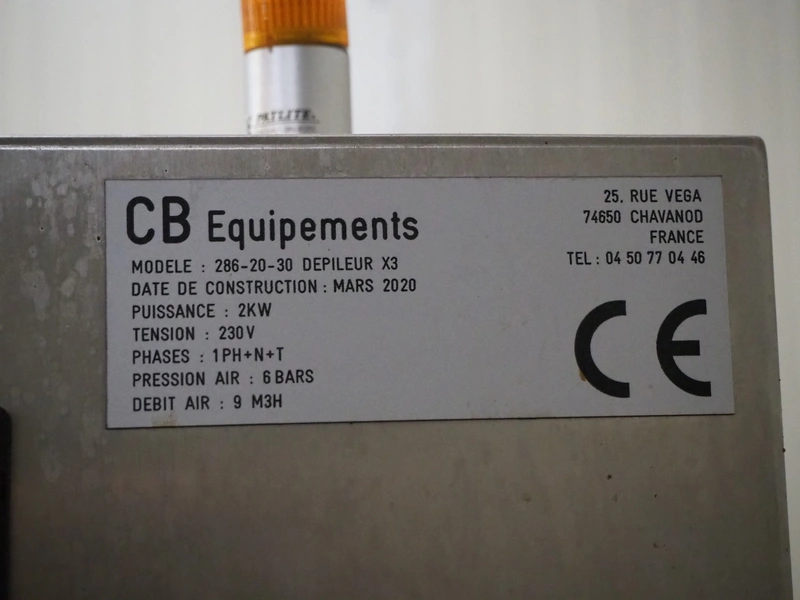 PATLITE
CB Equipements
MODELE : 286-20-30 DEPILEUR X3
DATE DE CONSTRUCTION : MARS 2020
PUISSANCE : 2KW
TENSION : 230V
PHASES : 1PH+N+T
PRESSION AIR : 6 BARS
DEBIT AIR : 9 M3H
25, RUE VEGA
74650 CHAVANOD
FRANCE
TEL : 04 50 77 04 46
CE